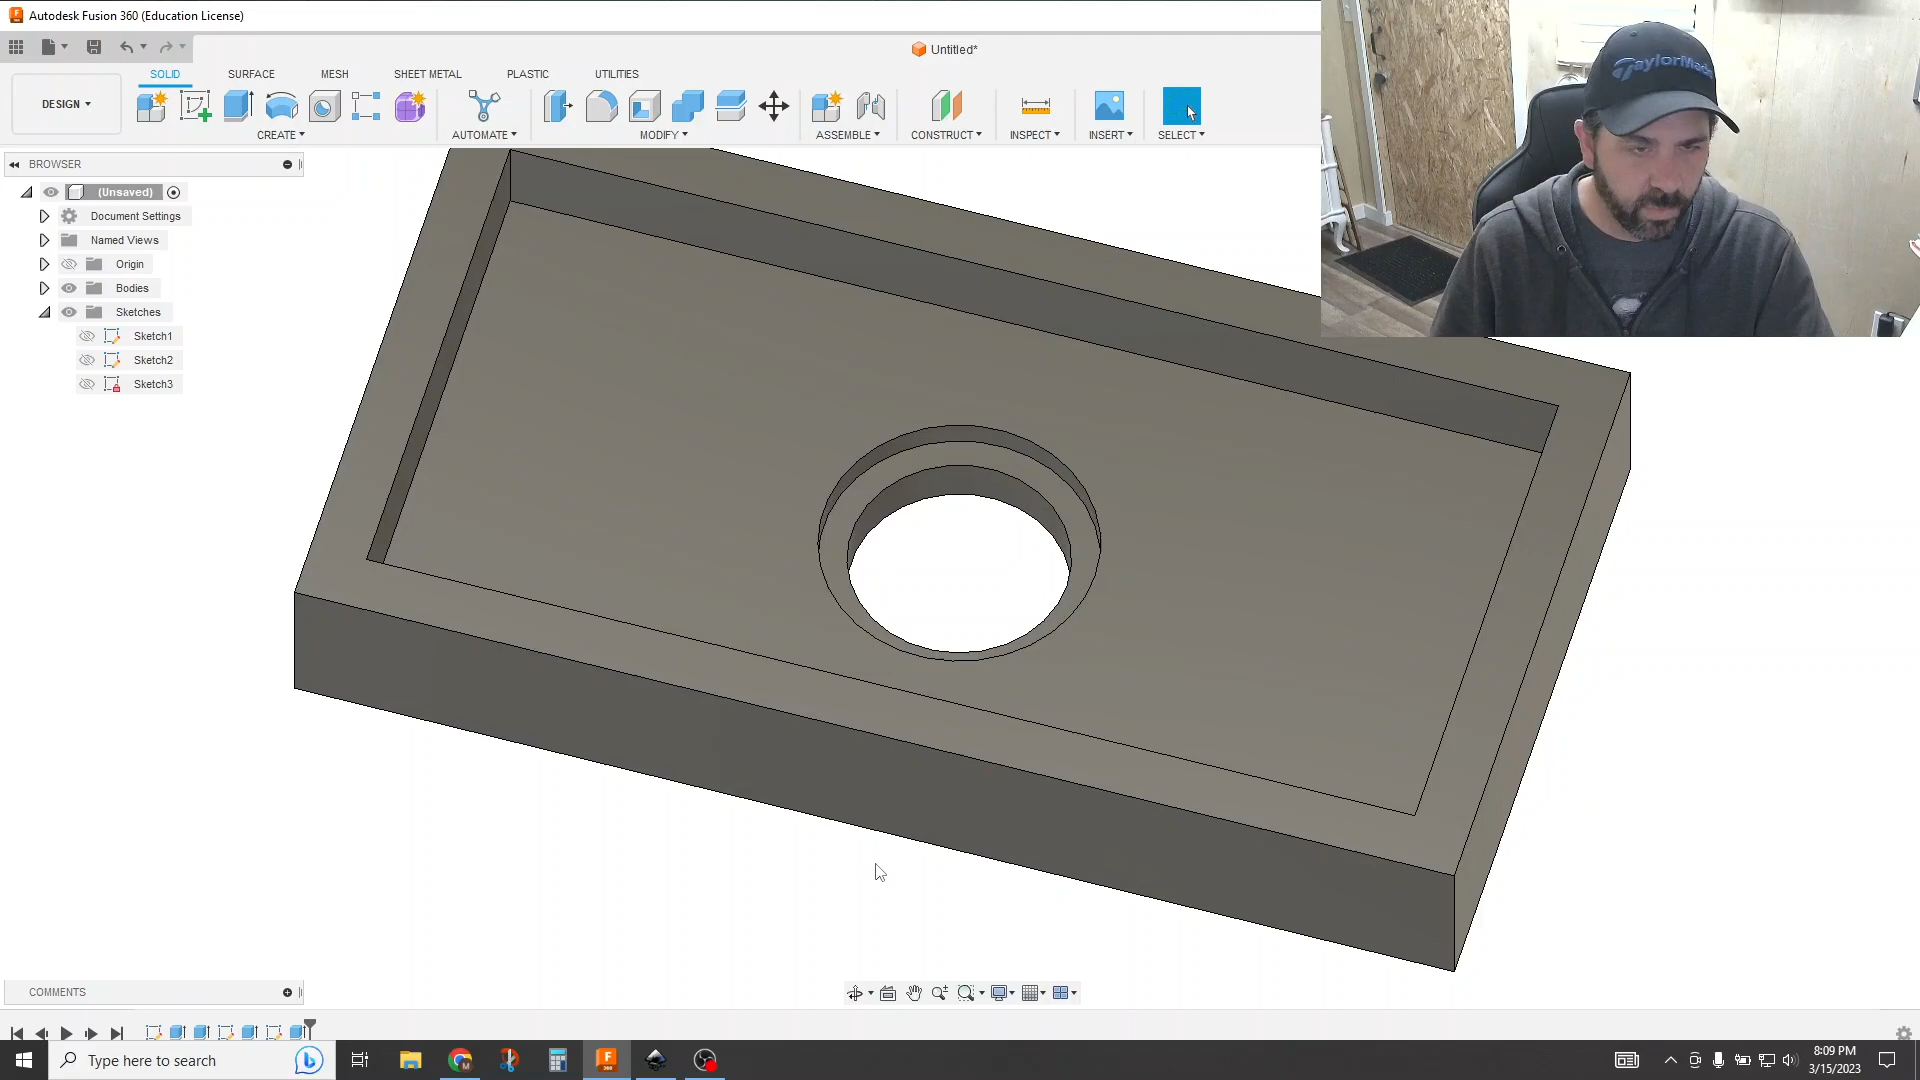 Autodesk Fusion 360 (Education License)
Untitled*
SOLID
SURFACE
MESH
SHEET METAL
PLASTIC
UTILITIES
DESIGN
CREATE
AUTOMATE
MODIFY
ASSEMBLE
CONSTRUCT
INSPECT
INSERT
SELECT
TaylorMade
BROWSER
(Unsaved)
Document Settings
Named Views
Origin
Bodies
Sketches
Sketch1
Sketch2
Sketch3
COMMENTS
Type here to search
F
360
8:09 PM
3/15/2023